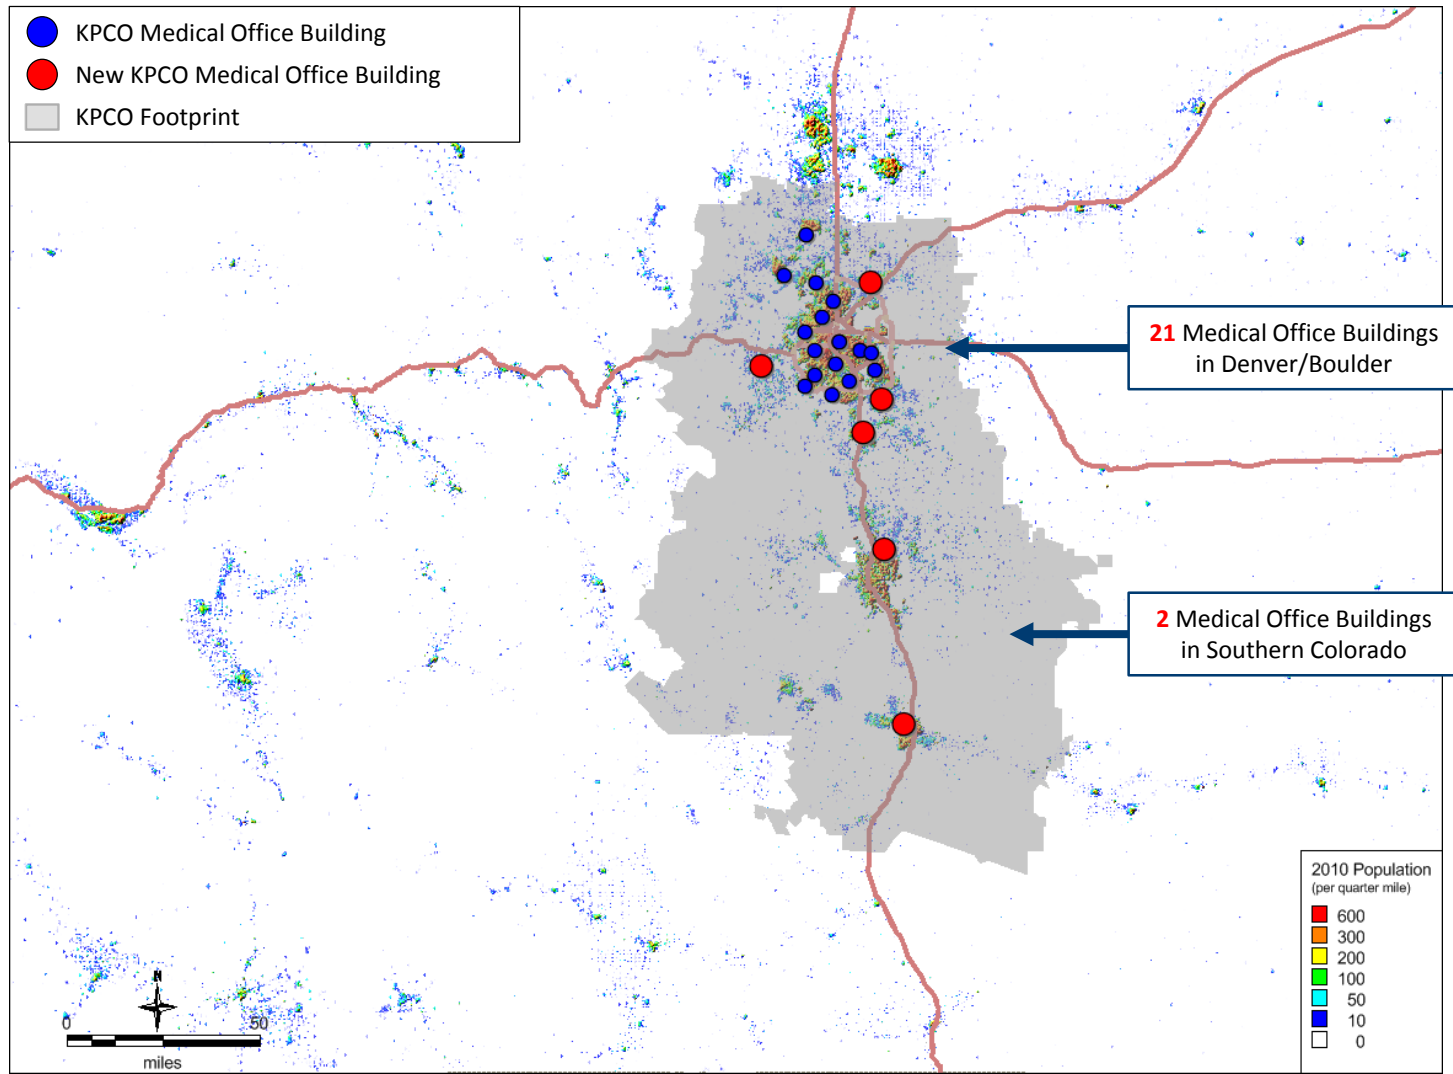 KPCO Medical Office Building
New KPCO Medical Office Building
KPCO Footprint
21 Medical Office Buildings
in Denver/Boulder
2 Medical Office Buildings
in Southern Colorado
2010 Population
(per quarter mile)
600
300
200
100
50
10
0
N
0 50
miles